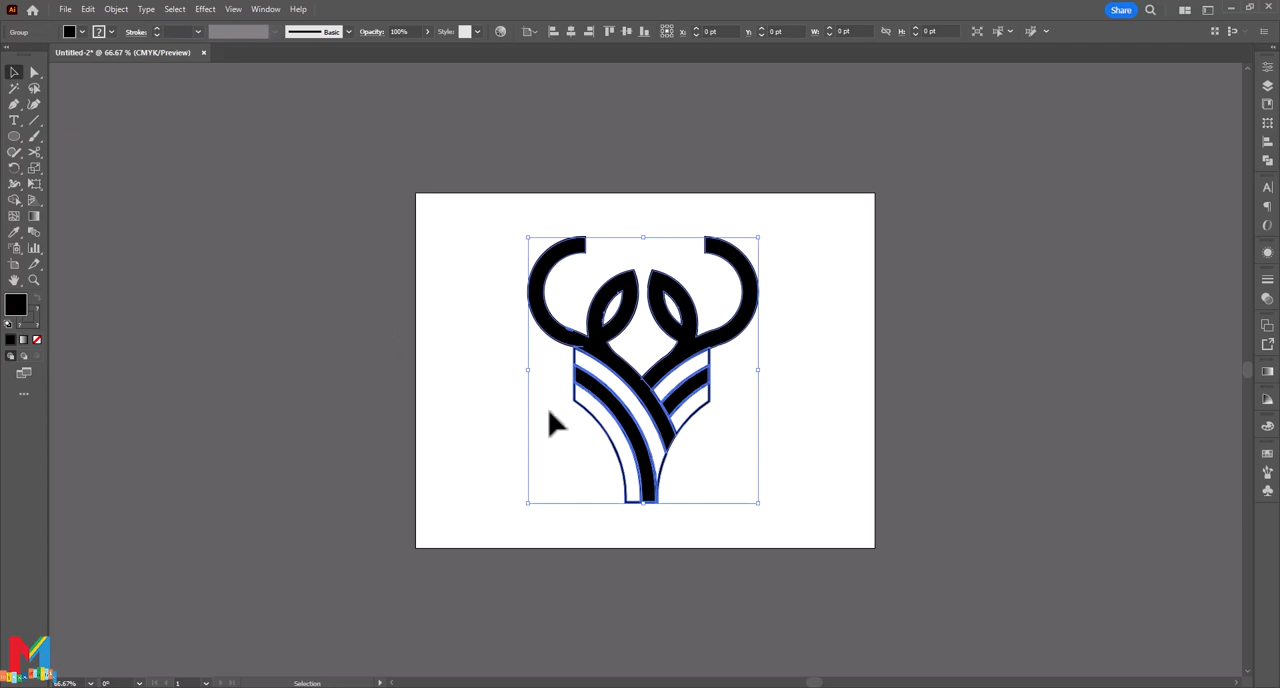 Ai File Edit Object Type Select Effect View Window Help Share
Group Stroke: Basic Opacity: 100% Style: X: 0 pt Y: 0 pt W: 0 pt H: 0 pt
Untitled-2* @ 66.67 % (CMYK/Preview) ×
66.67% 0° 1 Selection